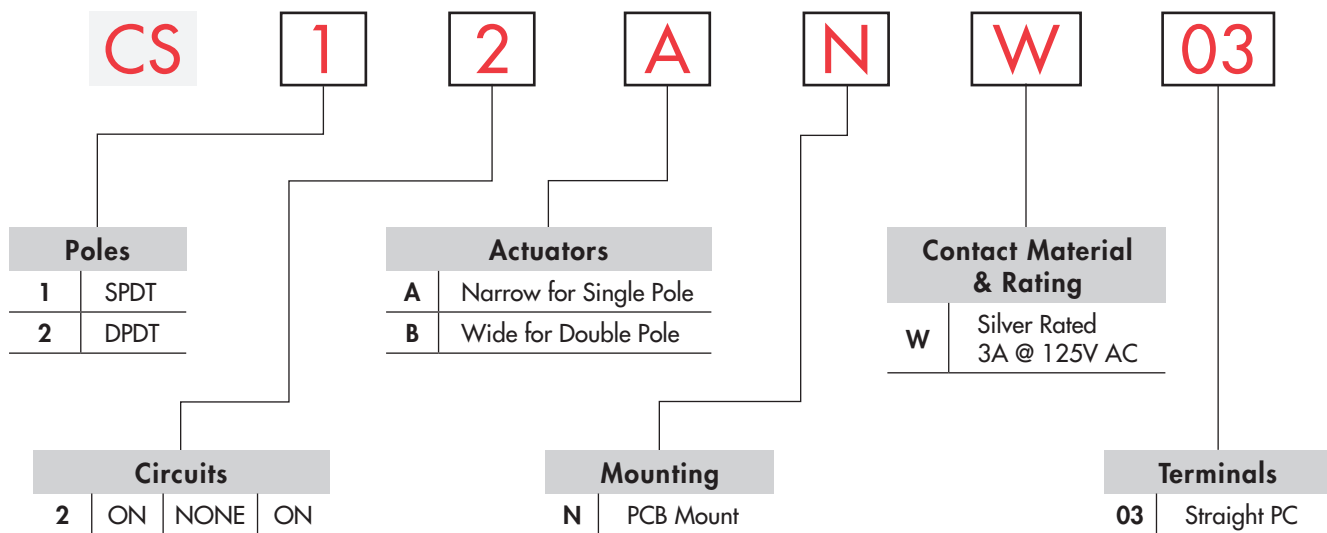 CS 1 2 A N W 03
Poles
1 SPDT
2 DPDT
Actuators
A Narrow for Single Pole
B Wide for Double Pole
Contact Material
& Rating
W Silver Rated
3A @ 125V AC
Circuits
2 ON NONE ON
Mounting
N PCB Mount
Terminals
03 Straight PC